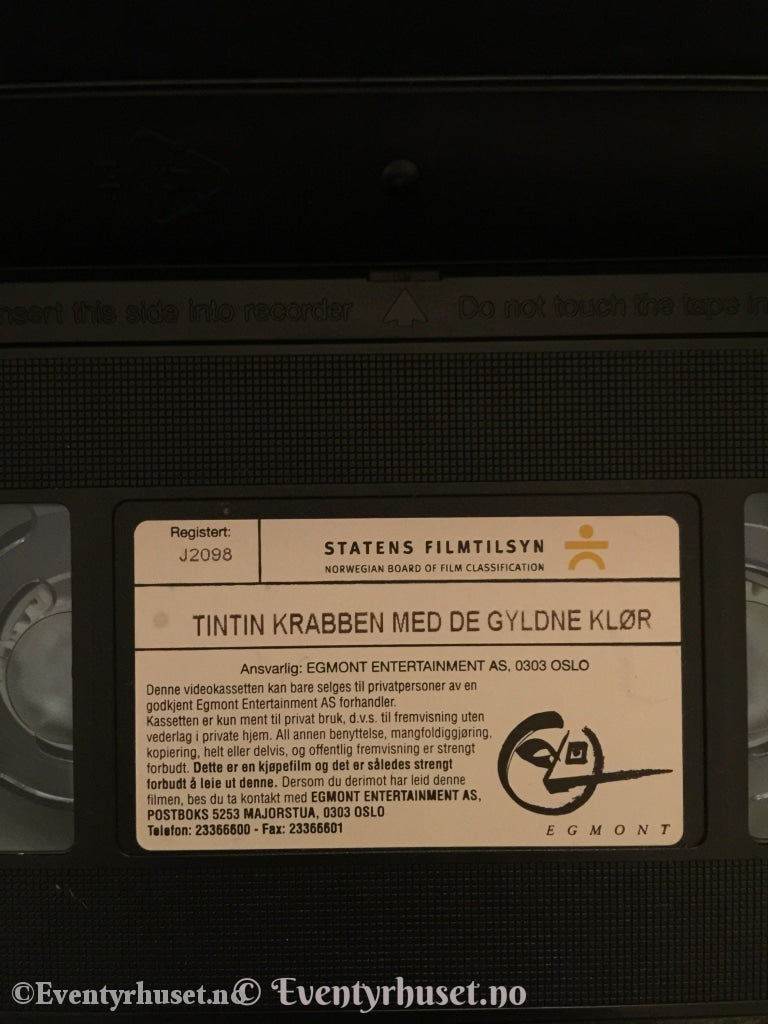 insert this side into recorder Do not touch the tape in
Registert:
J2098
STATENS FILMTILSYN
NORWEGIAN BOARD OF FILM CLASSIFICATION
TINTIN KRABBEN MED DE GYLDNE KLØR
Ansvarlig: EGMONT ENTERTAINMENT AS, 0303 OSLO
Denne videokassetten kan bare selges til privatpersoner av en
godkjent Egmont Entertainment AS forhandler.
Kassetten er kun ment til privat bruk, d.v.s. til fremvisning uten
vederlag i private hjem. All annen benyttelse, mangfoldiggjøring,
kopiering, helt eller delvis, og offentlig fremvisning er strengt
forbudt. Dette er en kjøpefilm og det er således strengt
forbudt å leie ut denne. Dersom du derimot har leid denne
filmen, bes du ta kontakt med EGMONT ENTERTAINMENT AS,
POSTBOKS 5253 MAJORSTUA, 0303 OSLO
Telefon: 23366600 - Fax: 23366601
EGMONT
©Eventyrhuset.no
© Eventyrhuset.no